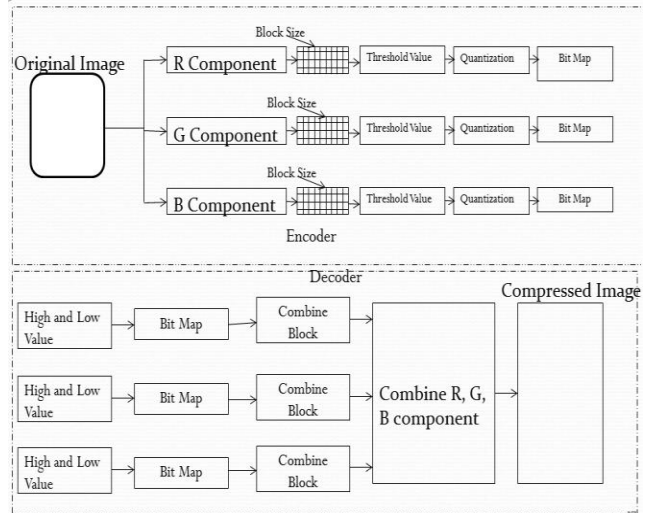 Original Image
Block Size
R Component
Threshold Value
Quantization
Bit Map
Block Size
G Component
Threshold Value
Quantization
Bit Map
Block Size
B Component
Threshold Value
Quantization
Bit Map
Encoder
Decoder
Compressed Image
High and Low
Value
Bit Map
Combine
Block
High and Low
Value
Bit Map
Combine
Block
Combine R, G,
B component
High and Low
Value
Bit Map
Combine
Block